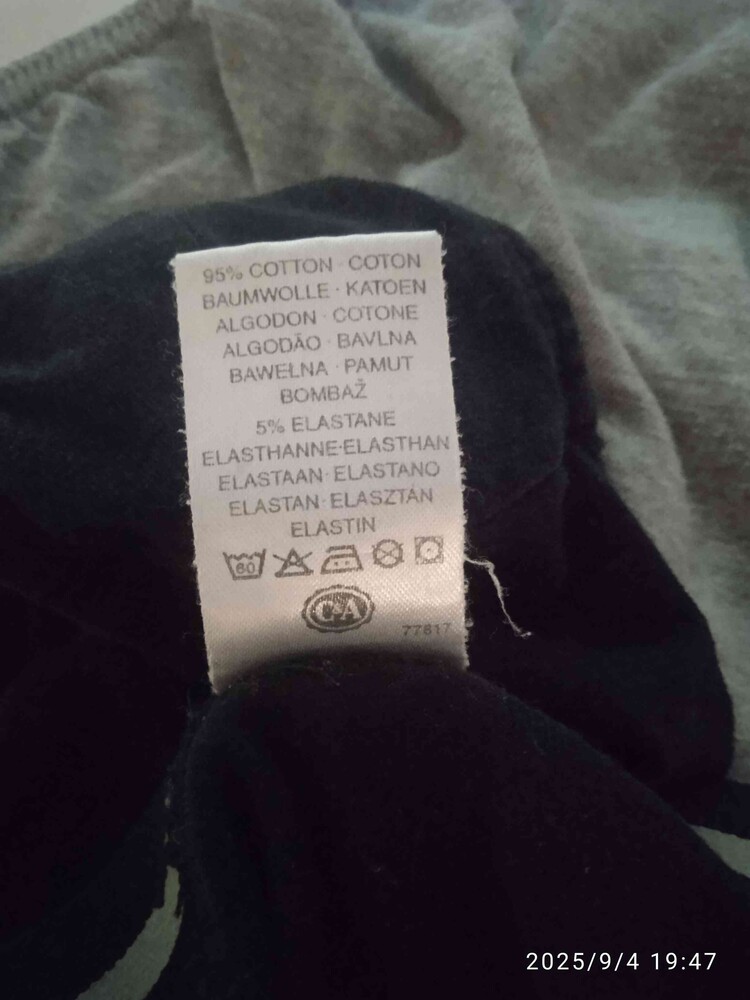 95% COTTON · COTON
BAUMWOLLE · KATOEN
ALGODON · COTONE
ALGODÃO · BAVLNA
BAWEŁNA · PAMUT
BOMBAŽ
5% ELASTANE
ELASTHANNE·ELASTHAN
ELASTAAN · ELASTANO
ELASTAN · ELASZTÁN
ELASTIN
60
C&A
77817
2025/9/4 19:47